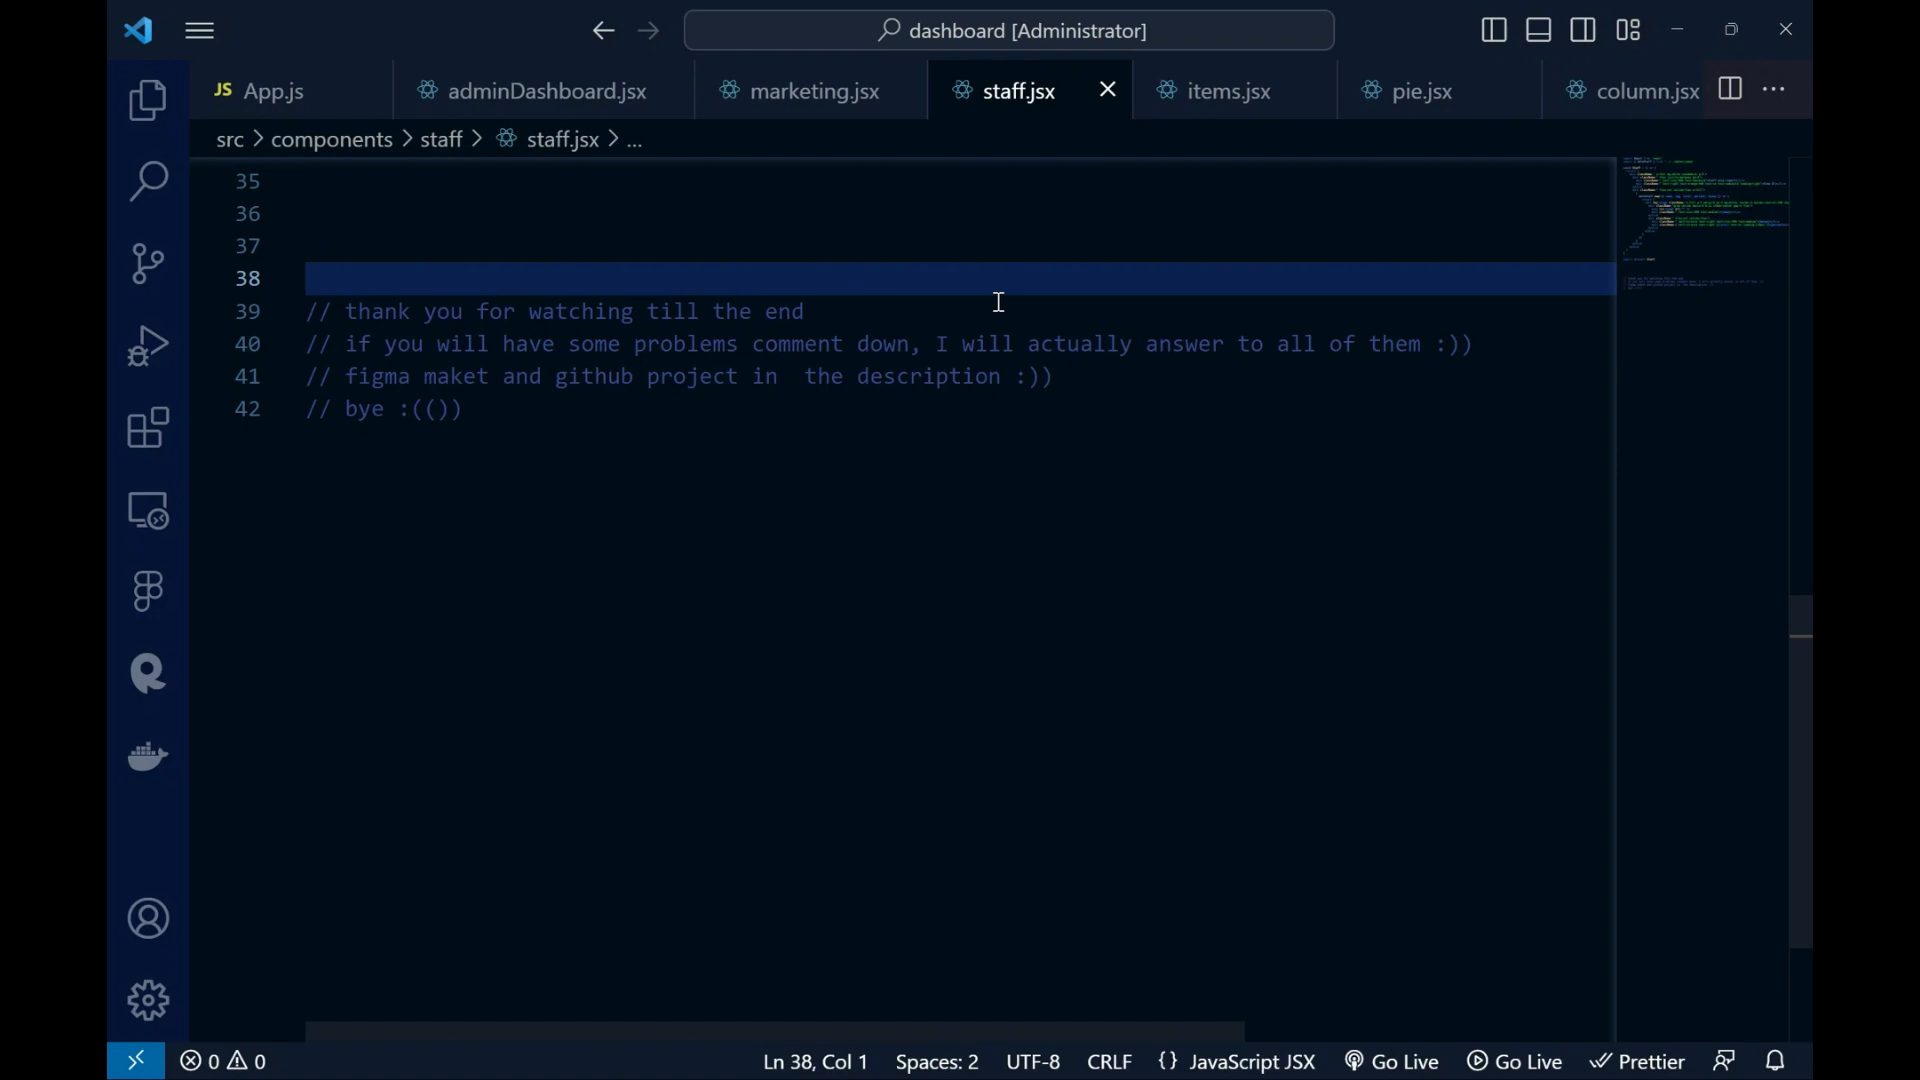 dashboard [Administrator]
JS App.js
adminDashboard.jsx
marketing.jsx
staff.jsx
items.jsx
pie.jsx
column.jsx
src > components > staff > staff.jsx > ...
35
36
37
38
39 // thank you for watching till the end
40 // if you will have some problems comment down, I will actually answer to all of them :))
41 // figma maket and github project in  the description :))
42 // bye :(())
0 0
Ln 38, Col 1
Spaces: 2
UTF-8
CRLF
{} JavaScript JSX
Go Live
Go Live
Prettier